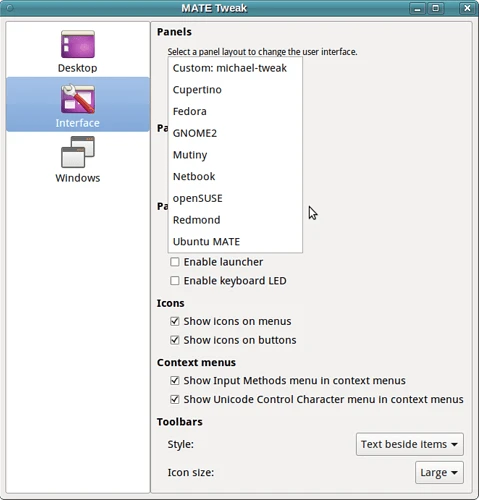 MATE Tweak
Desktop
Interface
Windows
Panels
Select a panel layout to change the user interface.
Custom: michael-tweak
Cupertino
Fedora
GNOME2
Mutiny
Netbook
openSUSE
Redmond
Ubuntu MATE
Pa
Pa
Enable launcher
Enable keyboard LED
Icons
Show icons on menus
Show icons on buttons
Context menus
Show Input Methods menu in context menus
Show Unicode Control Character menu in context menus
Toolbars
Style: Text beside items
Icon size: Large